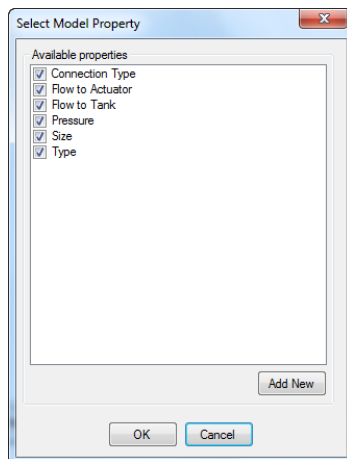 Select Model Property
Available properties
Connection Type
Flow to Actuator
Flow to Tank
Pressure
Size
Type
Add New
OK
Cancel